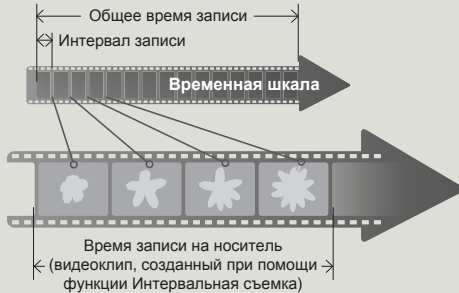 Общее время записи
Интервал записи
Временная шкала
Время записи на носитель
(видеоклип, созданный при помощи
функции Интервальная съемка)